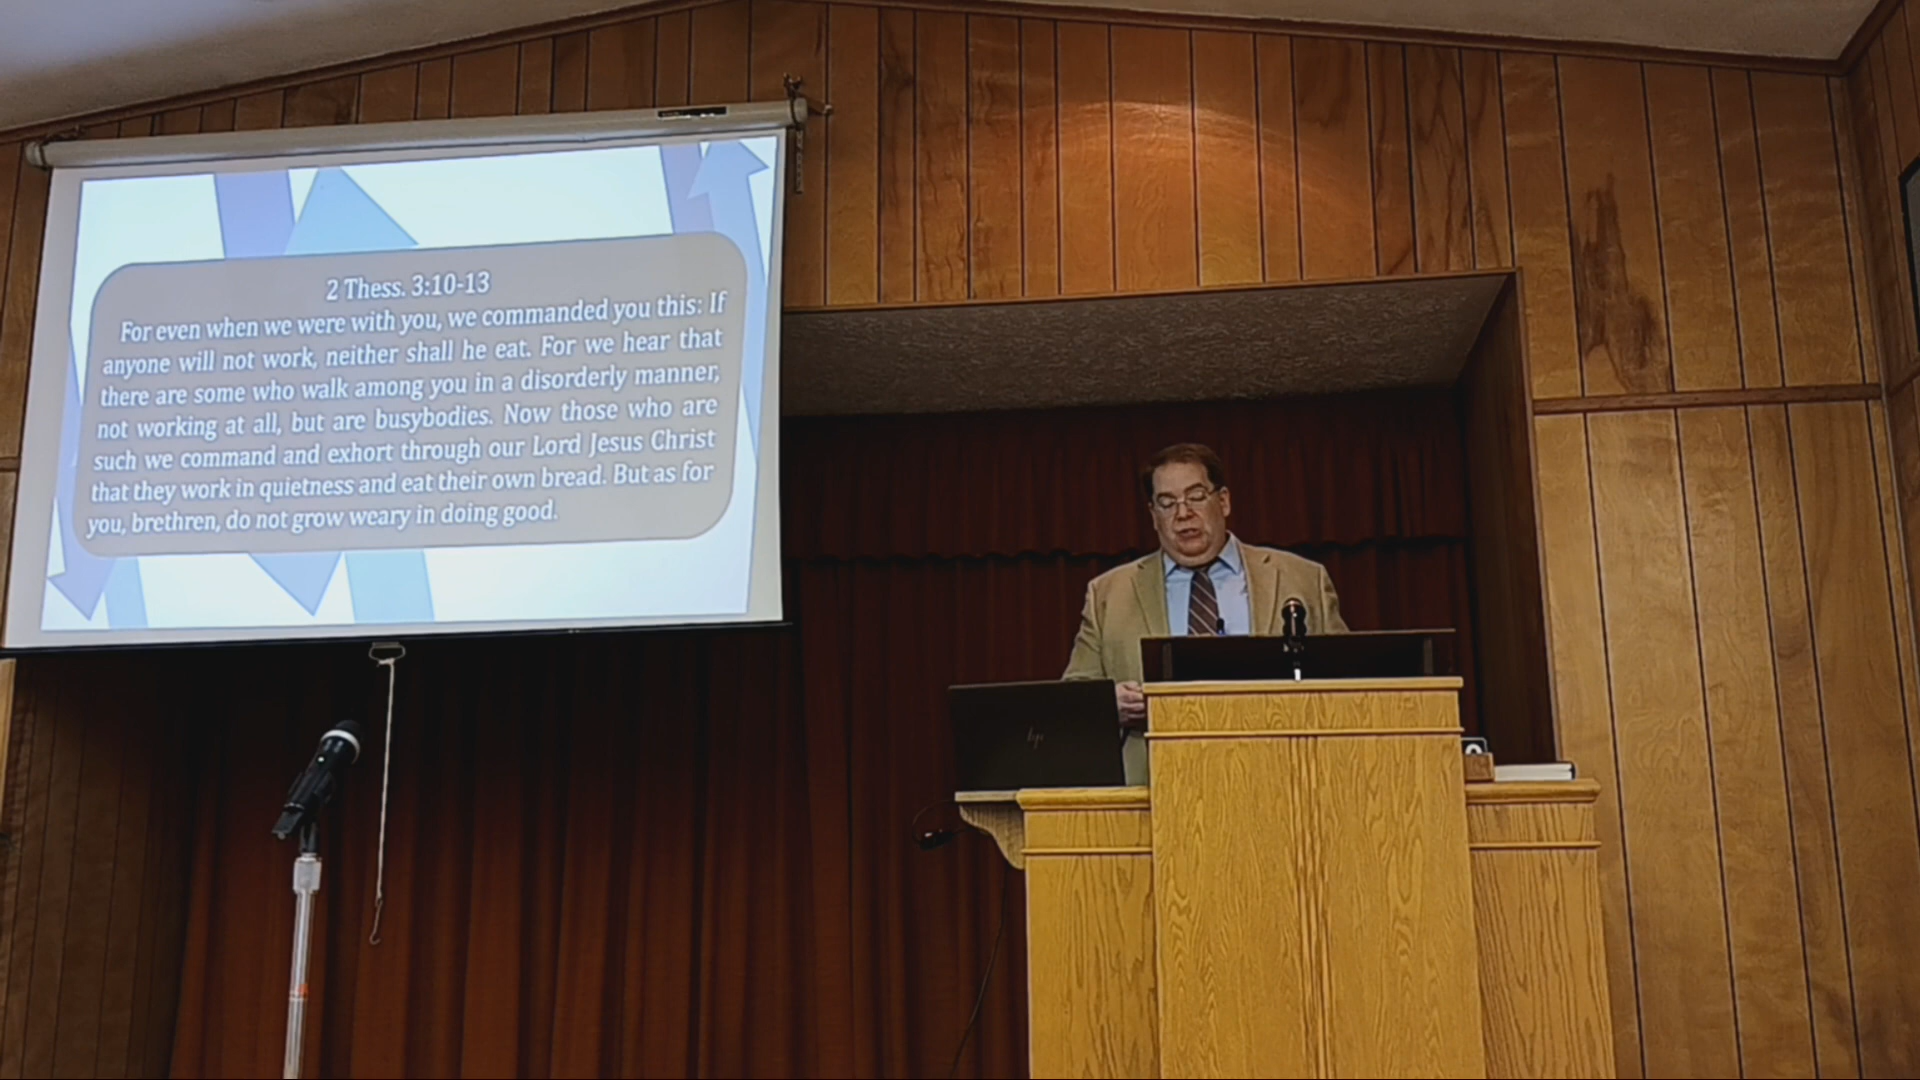 2 Thess. 3:10-13
For even when we were with you, we commanded you this: If
anyone will not work, neither shall he eat. For we hear that
there are some who walk among you in a disorderly manner,
not working at all, but are busybodies. Now those who are
such we command and exhort through our Lord Jesus Christ
that they work in quietness and eat their own bread. But as for
you, brethren, do not grow weary in doing good.
hp